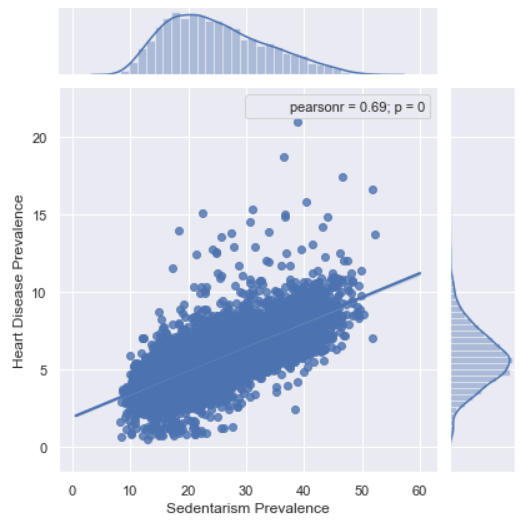 pearsonr = 0.69; p = 0
Heart Disease Prevalence
20
15
10
5
0
0 10 20 30 40 50 60
Sedentarism Prevalence